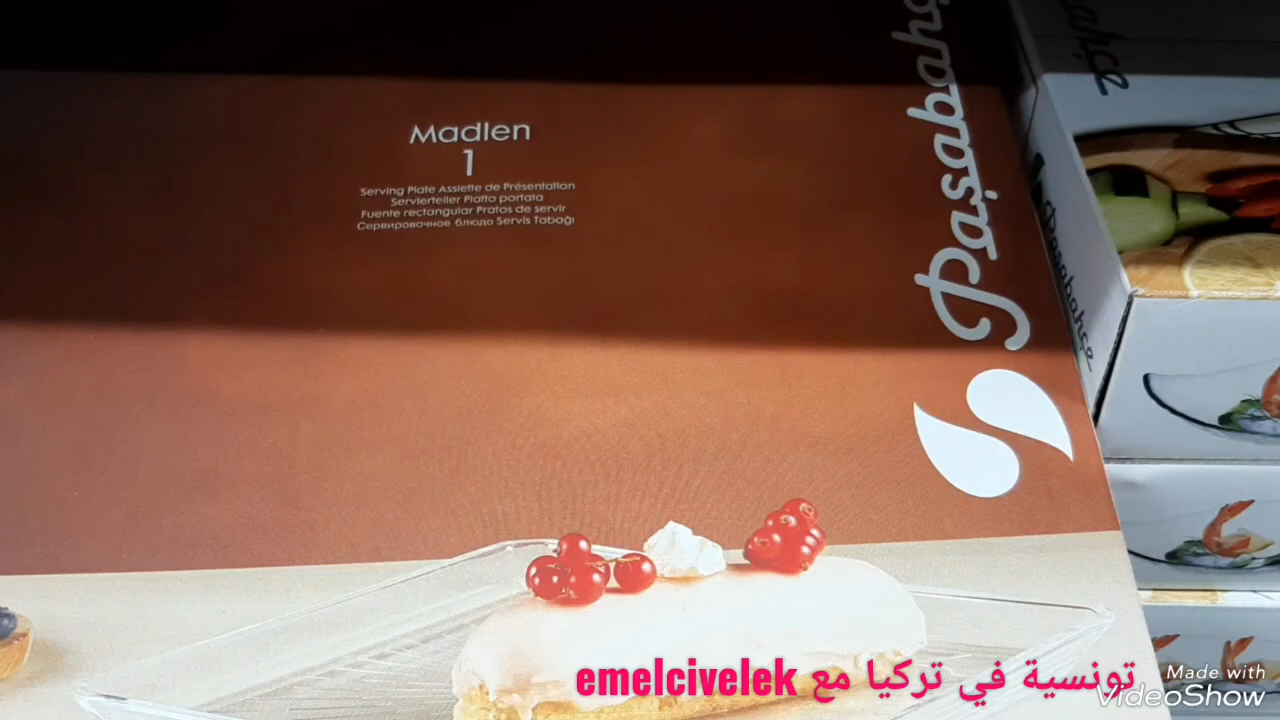 Madlen
1
Serving Plate Assiette de Présentation
Servierteller Piatto portata
Fuente rectangular Pratos de servir
Сервировочное блюдо Servis Tabağı
Paşabahçe
Paşabahçe
تونسية في تركيا مع emelcivelek
Made with
VideoShow